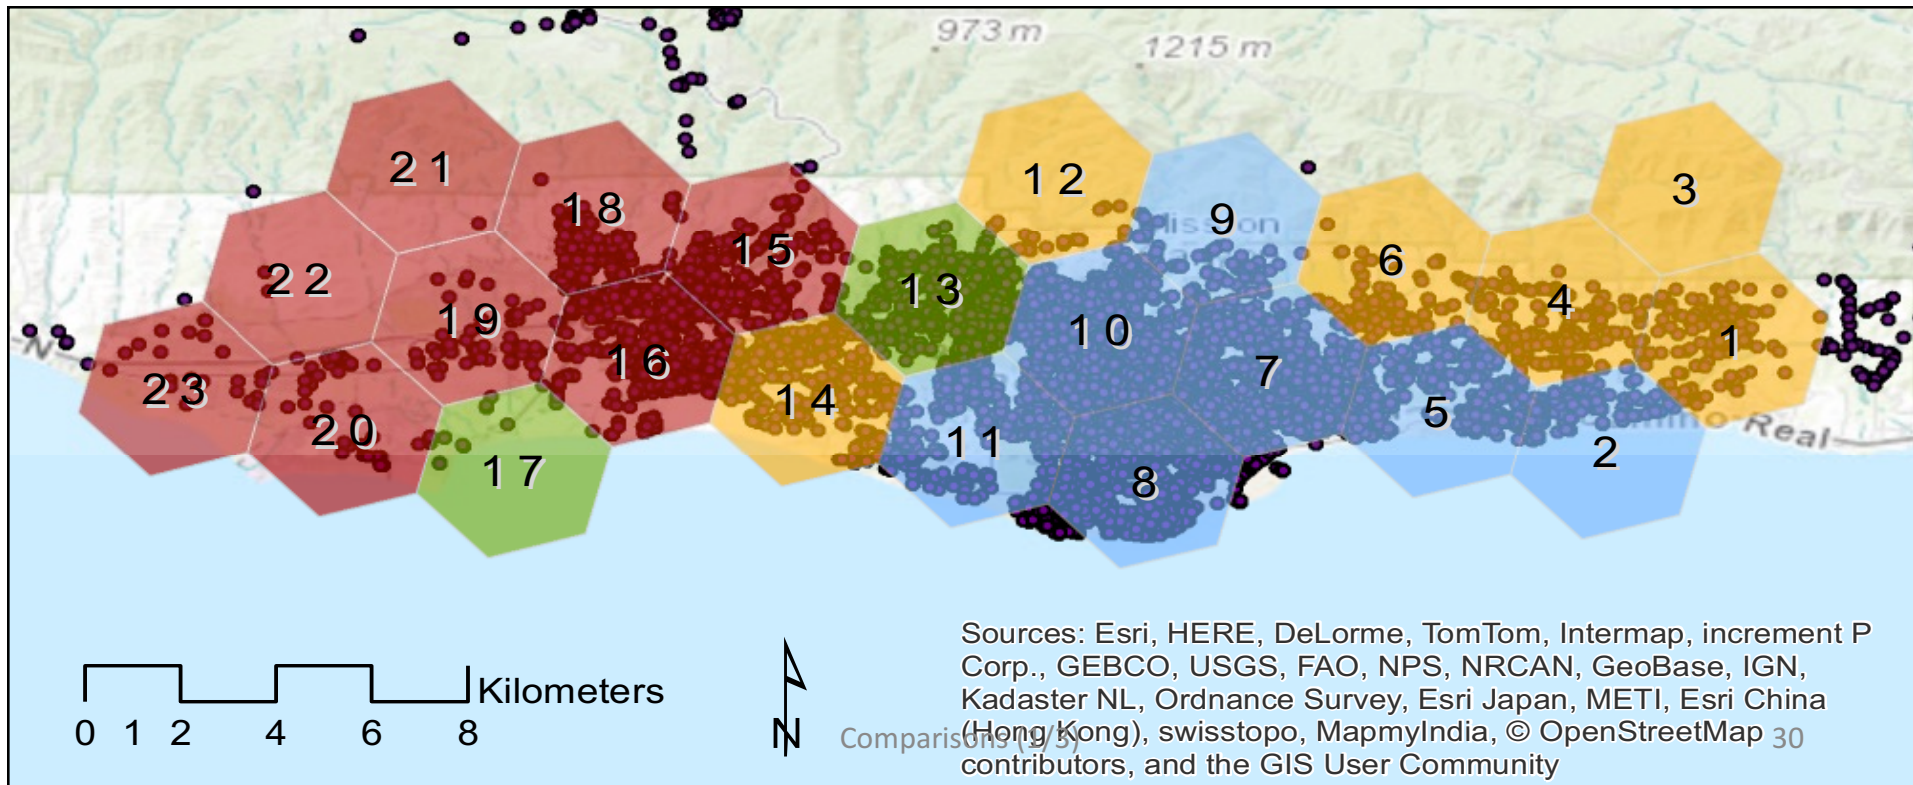 973 m
1215 m
21
12
3
18
9
15
6
22
13
4
19
10
1
16
7
23
14
5
20
11
2
Real
17
8
N
Sources: Esri, HERE, DeLorme, TomTom, Intermap, increment P
Corp., GEBCO, USGS, FAO, NPS, NRCAN, GeoBase, IGN,
Kadaster NL, Ordnance Survey, Esri Japan, METI, Esri China
(Hong Kong), swisstopo, MapmyIndia, © OpenStreetMap
contributors, and the GIS User Community
Kilometers
0 1 2 4 6 8
N
Comparisons (1/3)
30